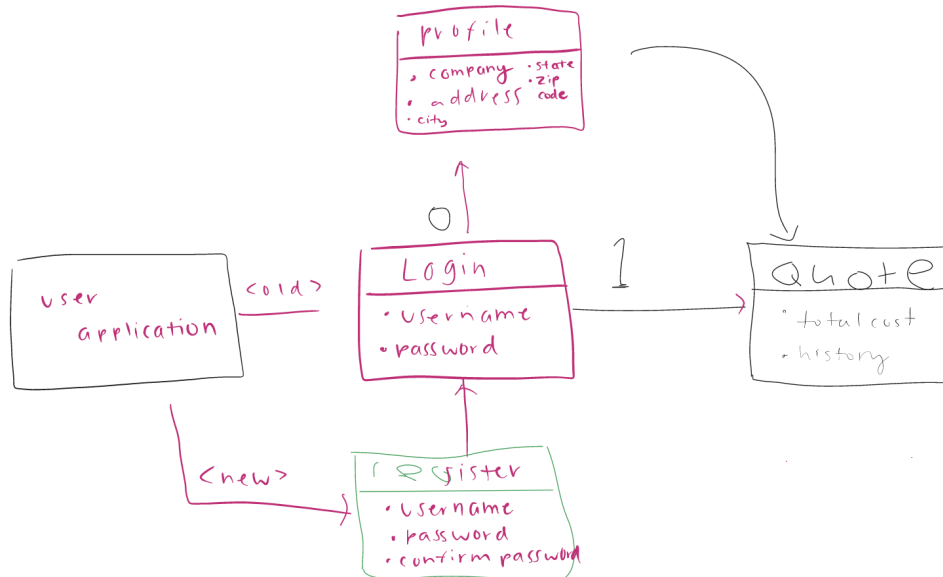 profile
• company
• address
• city
• state
• zip
code
0
user
application
<old>
Login
• username
• password
1
Quote
• total cost
• history
<new>
register
• username
• password
• confirm password